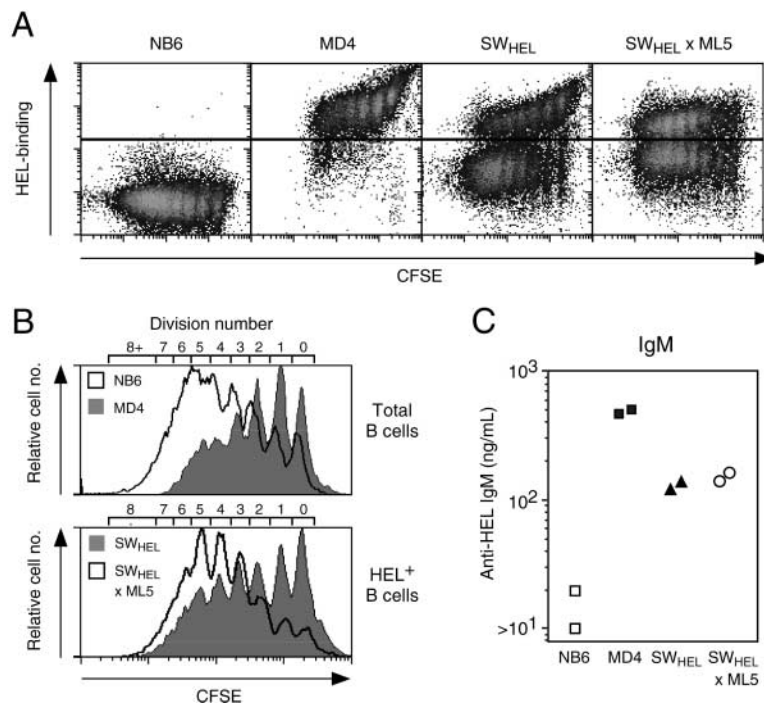 A
NB6 MD4 SWHEL SWHEL x ML5
HEL-binding
CFSE
B
Division number
8+ 7 6 5 4 3 2 1 0
NB6
MD4
Relative cell no.
Total
B cells
8 7 6 5 4 3 2 1 0
SWHEL
SWHEL
x ML5
Relative cell no.
HEL+
B cells
CFSE
C
IgM
Anti-HEL IgM (ng/mL)
10³
10²
>10¹
NB6 MD4 SWHEL SWHEL
x ML5